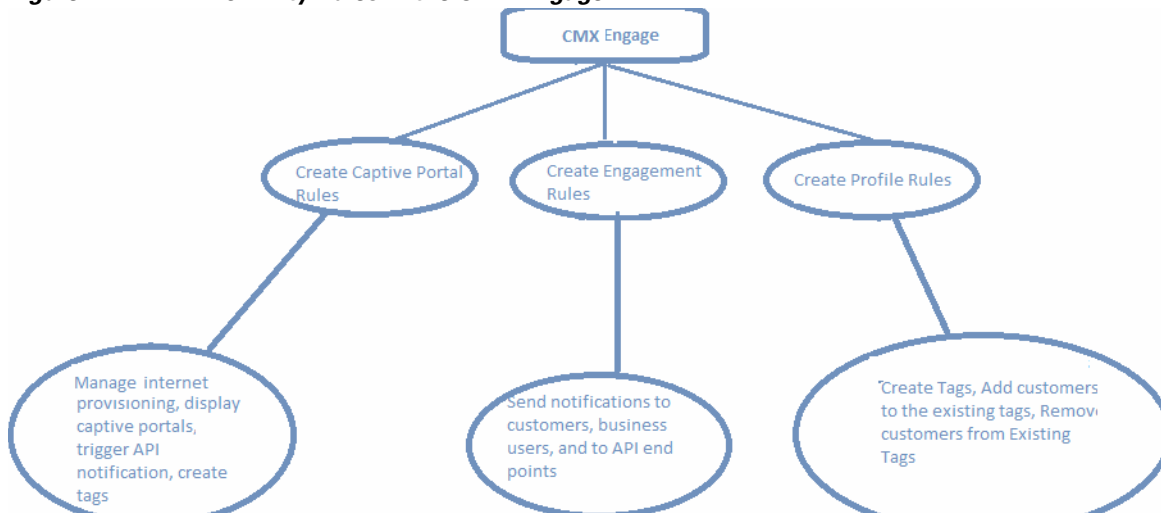 CMX Engage
Create Captive Portal
Rules
Create Engagement
Rules
Create Profile Rules
Manage internet
provisioning, display
captive portals,
trigger API
notification, create
tags
Send notifications to
customers, business
users, and to API end
points
Create Tags, Add customers
to the existing tags, Remov
customers from Existing
Tags